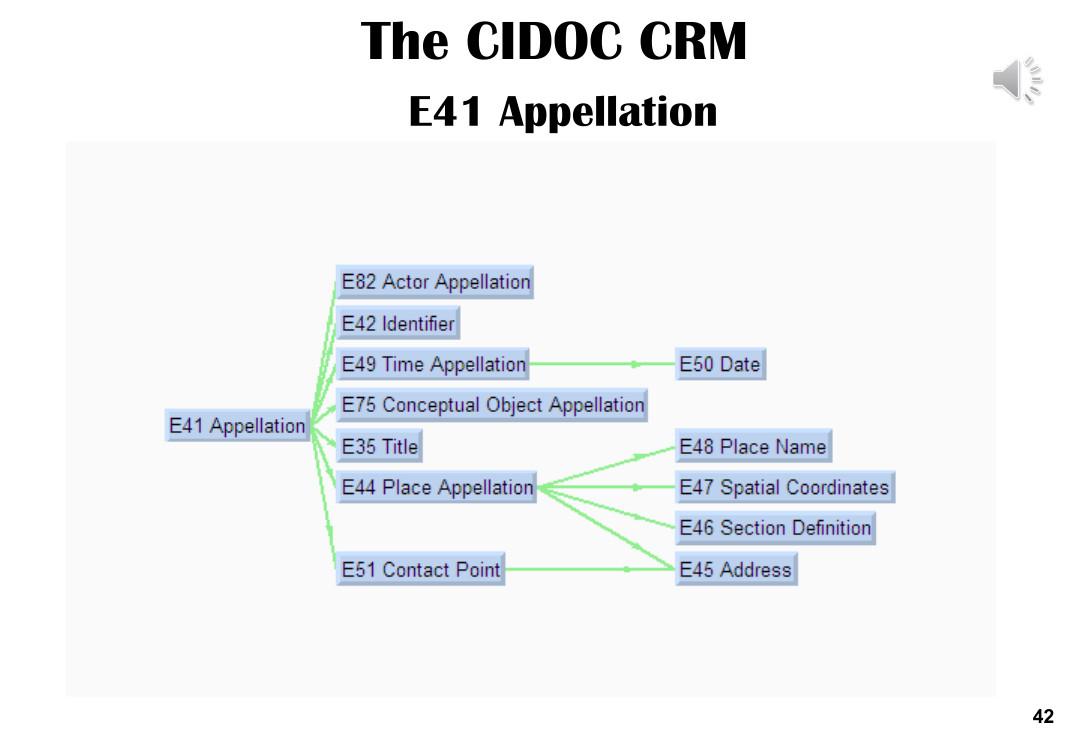 The CIDOC CRM
E41 Appellation
E82 Actor Appellation
E42 Identifier
E49 Time Appellation
E50 Date
E75 Conceptual Object Appellation
E41 Appellation
E35 Title
E48 Place Name
E44 Place Appellation
E47 Spatial Coordinates
E46 Section Definition
E51 Contact Point
E45 Address
42